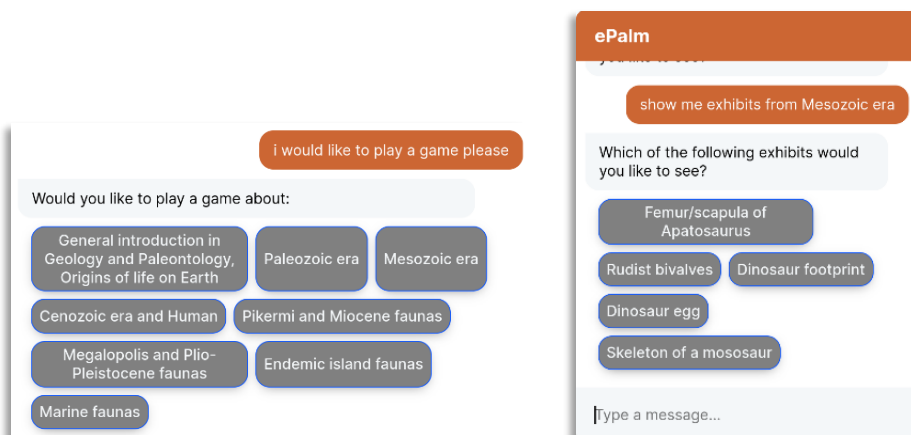 i would like to play a game please
Would you like to play a game about:
General introduction in
Geology and Paleontology,
Origins of life on Earth
Paleozoic era
Mesozoic era
Cenozoic era and Human
Pikermi and Miocene faunas
Megalopolis and Plio-
Pleistocene faunas
Endemic island faunas
Marine faunas
ePalm
you like to see?
show me exhibits from Mesozoic era
Which of the following exhibits would
you like to see?
Femur/scapula of
Apatosaurus
Rudist bivalves
Dinosaur footprint
Dinosaur egg
Skeleton of a mososaur
Type a message...